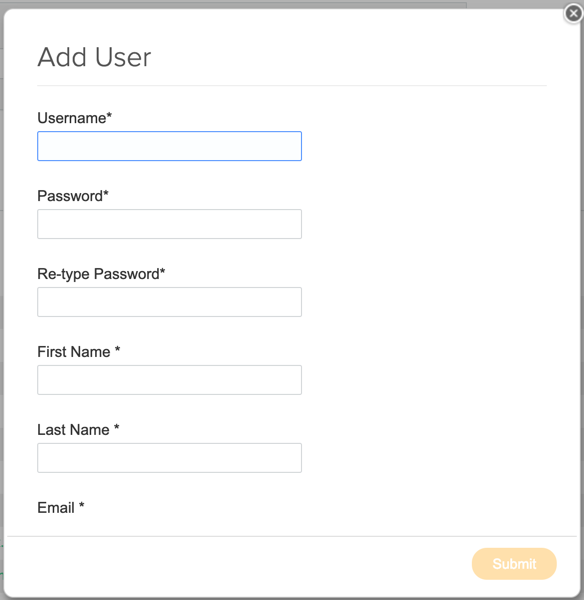 Add User
Username*
Password*
Re-type Password*
First Name *
Last Name *
Email *
Submit